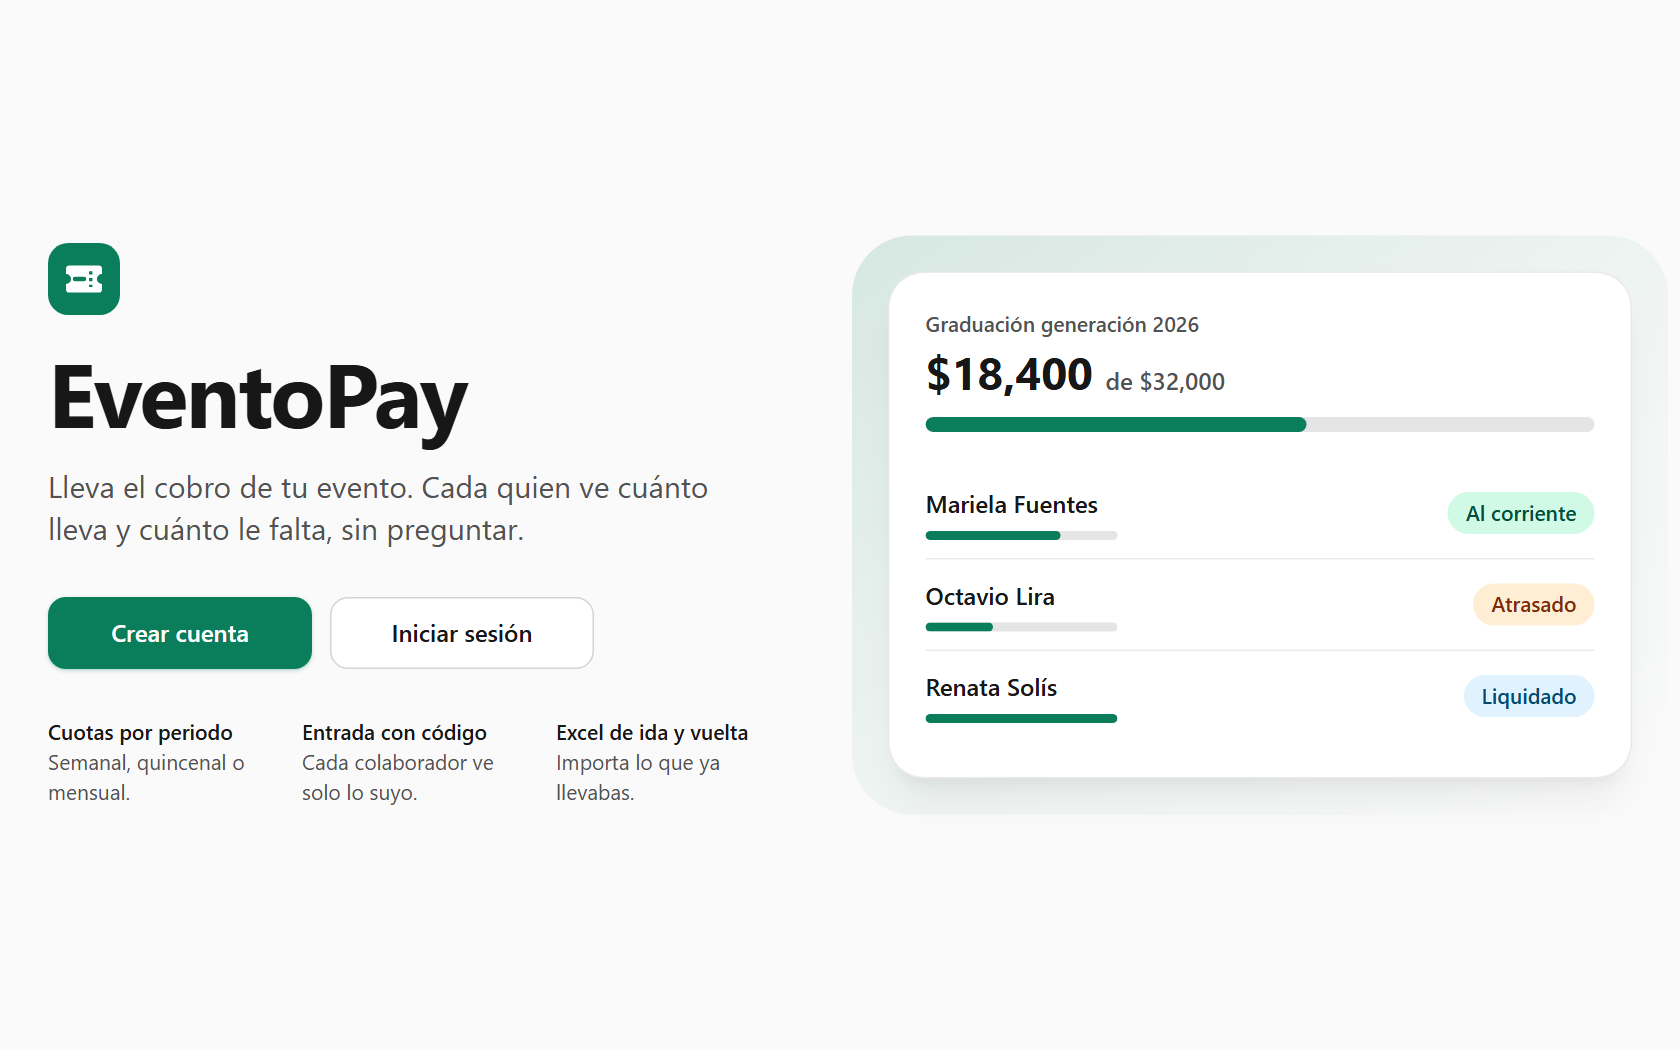 EventoPay
Lleva el cobro de tu evento. Cada quien ve cuánto
lleva y cuánto le falta, sin preguntar.
Crear cuenta
Iniciar sesión
Cuotas por periodo
Semanal, quincenal o
mensual.
Entrada con código
Cada colaborador ve
solo lo suyo.
Excel de ida y vuelta
Importa lo que ya
llevabas.
Graduación generación 2026
$18,400 de $32,000
Mariela Fuentes
Al corriente
Octavio Lira
Atrasado
Renata Solís
Liquidado